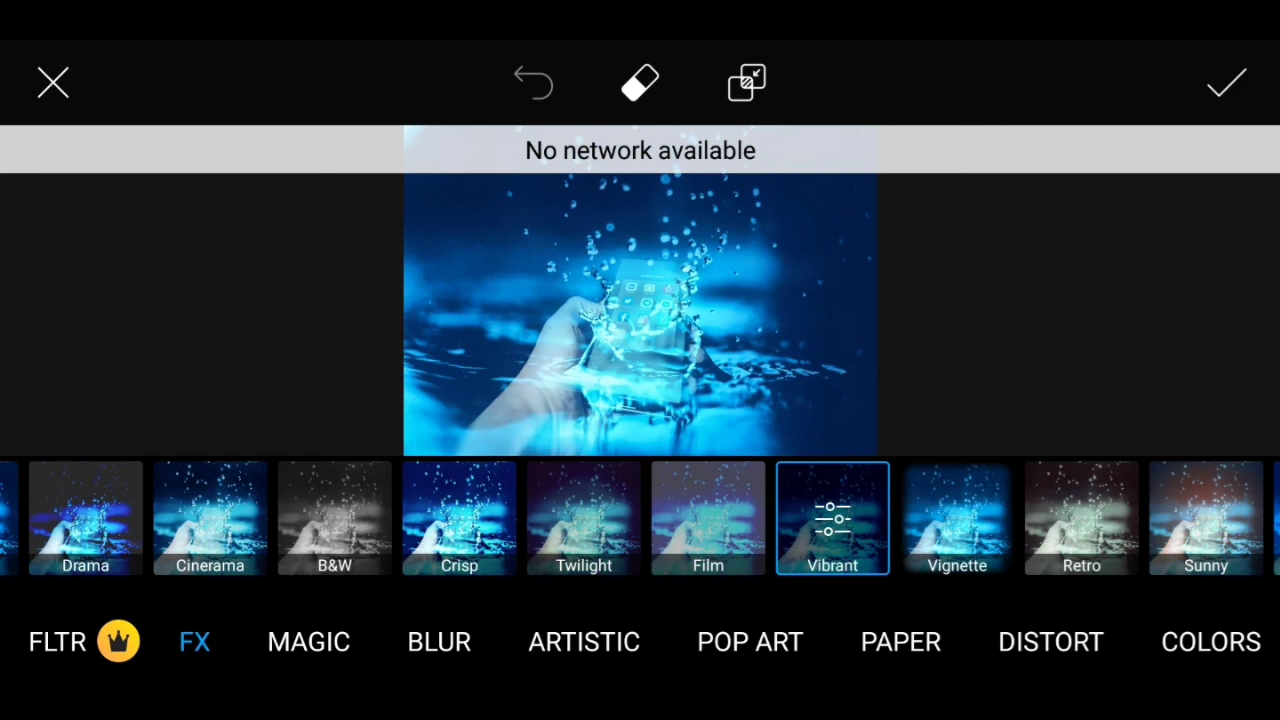 No network available
Drama Cinerama B&W Crisp Twilight Film Vibrant Vignette Retro Sunny
FLTR FX MAGIC BLUR ARTISTIC POP ART PAPER DISTORT COLORS